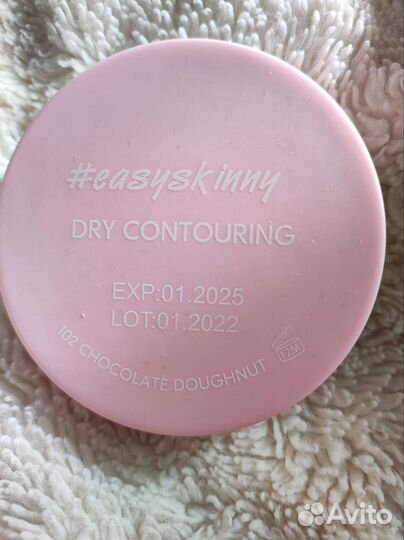 #easyskinny
DRY CONTOURING
EXP:01.2025
LOT:01.2022
102 CHOCOLATE DOUGHNUT
12M
Avito